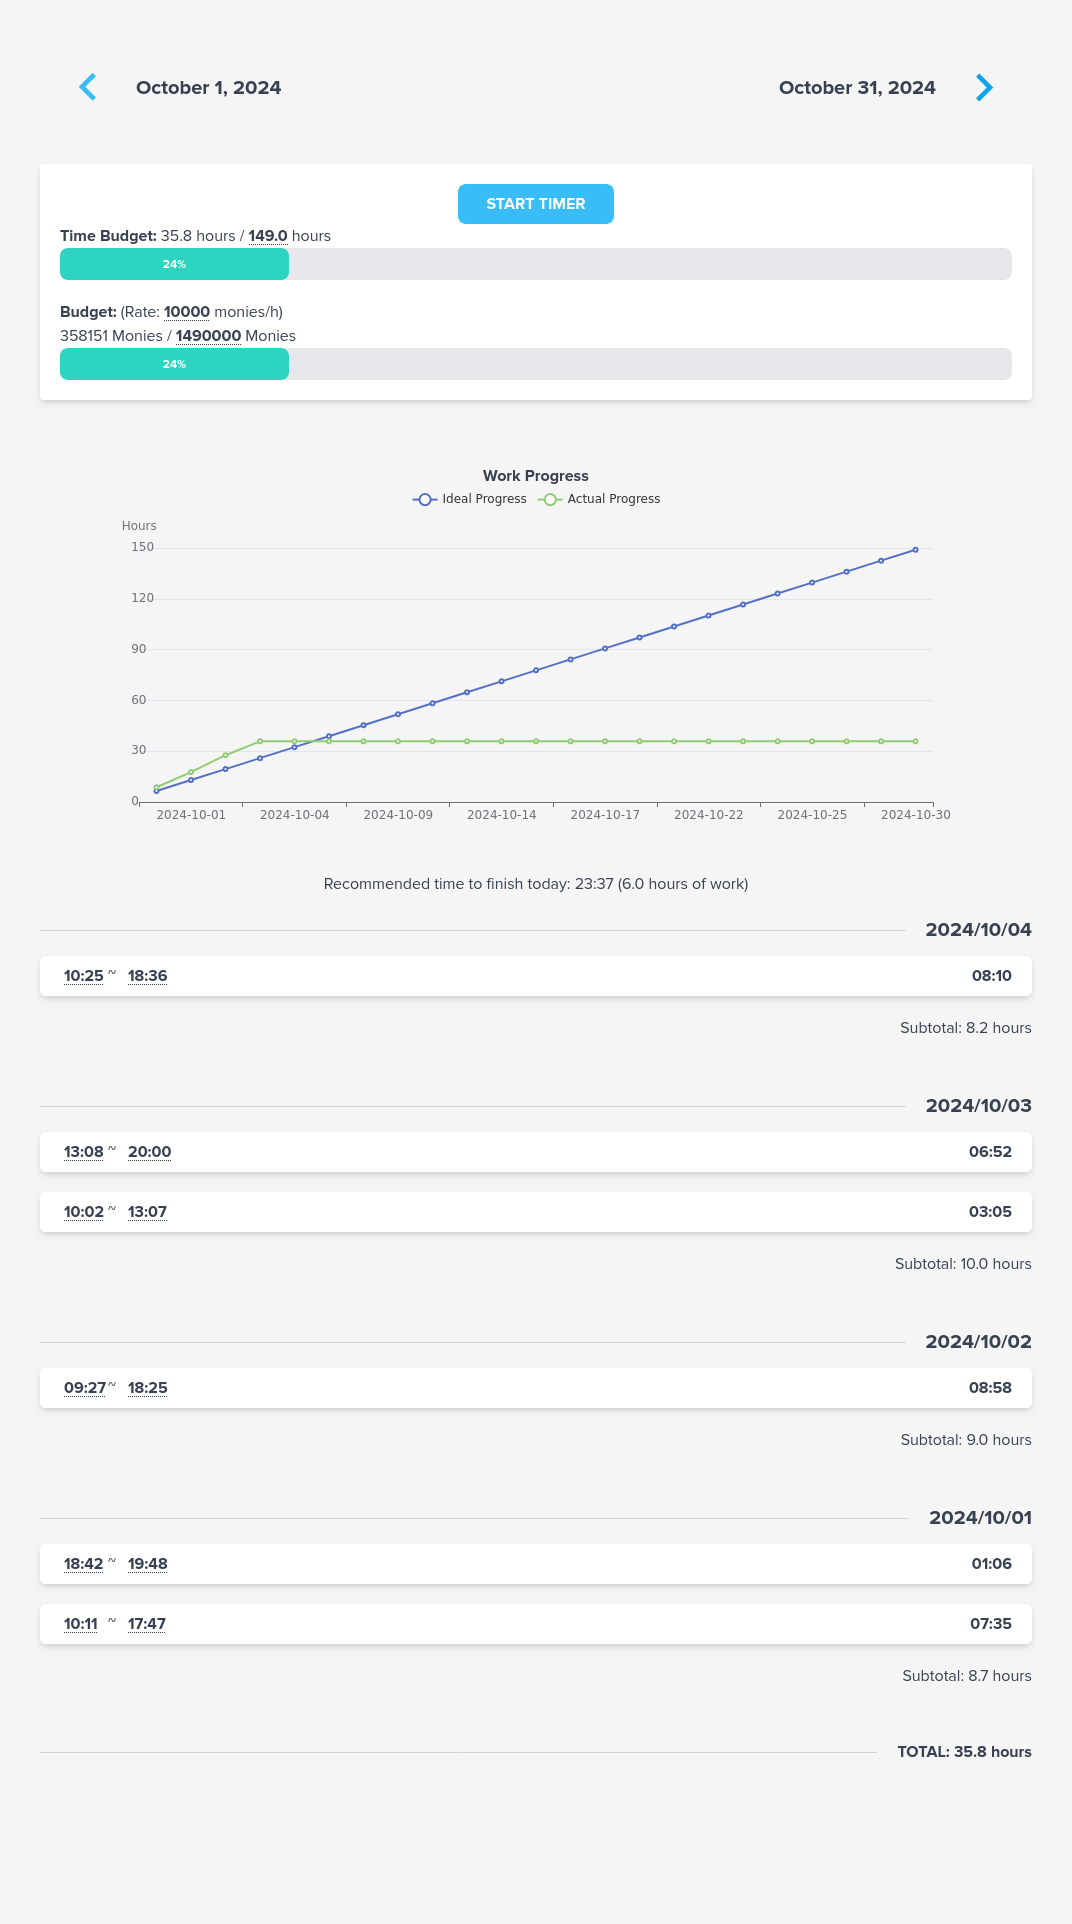 October 1, 2024 October 31, 2024
START TIMER
Time Budget: 35.8 hours / 149.0 hours
24%
Budget: (Rate: 10000 monies/h)
358151 Monies / 1490000 Monies
24%
Work Progress
Ideal Progress Actual Progress
Hours
150
120
90
60
30
0
2024-10-01 2024-10-04 2024-10-09 2024-10-14 2024-10-17 2024-10-22 2024-10-25 2024-10-30
Recommended time to finish today: 23:37 (6.0 hours of work)
2024/10/04
10:25 ~ 18:36 08:10
Subtotal: 8.2 hours
2024/10/03
13:08 ~ 20:00 06:52
10:02 ~ 13:07 03:05
Subtotal: 10.0 hours
2024/10/02
09:27 ~ 18:25 08:58
Subtotal: 9.0 hours
2024/10/01
18:42 ~ 19:48 01:06
10:11 ~ 17:47 07:35
Subtotal: 8.7 hours
TOTAL: 35.8 hours